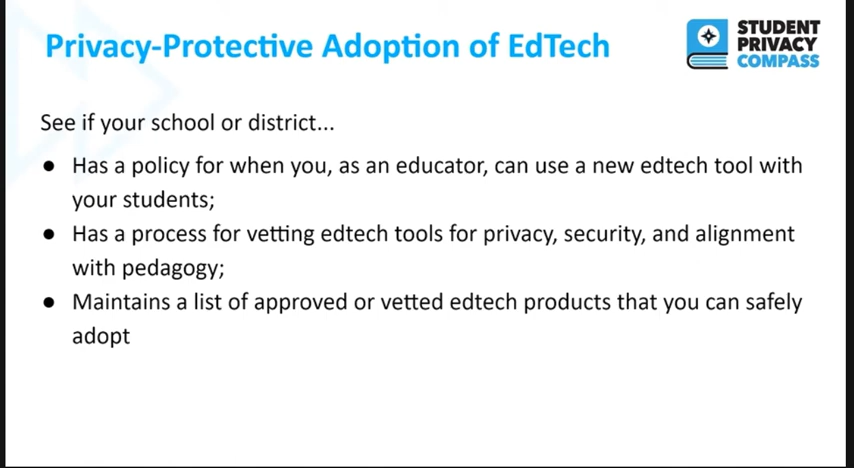 Privacy-Protective Adoption of EdTech
STUDENT
PRIVACY
COMPASS
See if your school or district...
● Has a policy for when you, as an educator, can use a new edtech tool with
your students;
● Has a process for vetting edtech tools for privacy, security, and alignment
with pedagogy;
● Maintains a list of approved or vetted edtech products that you can safely
adopt